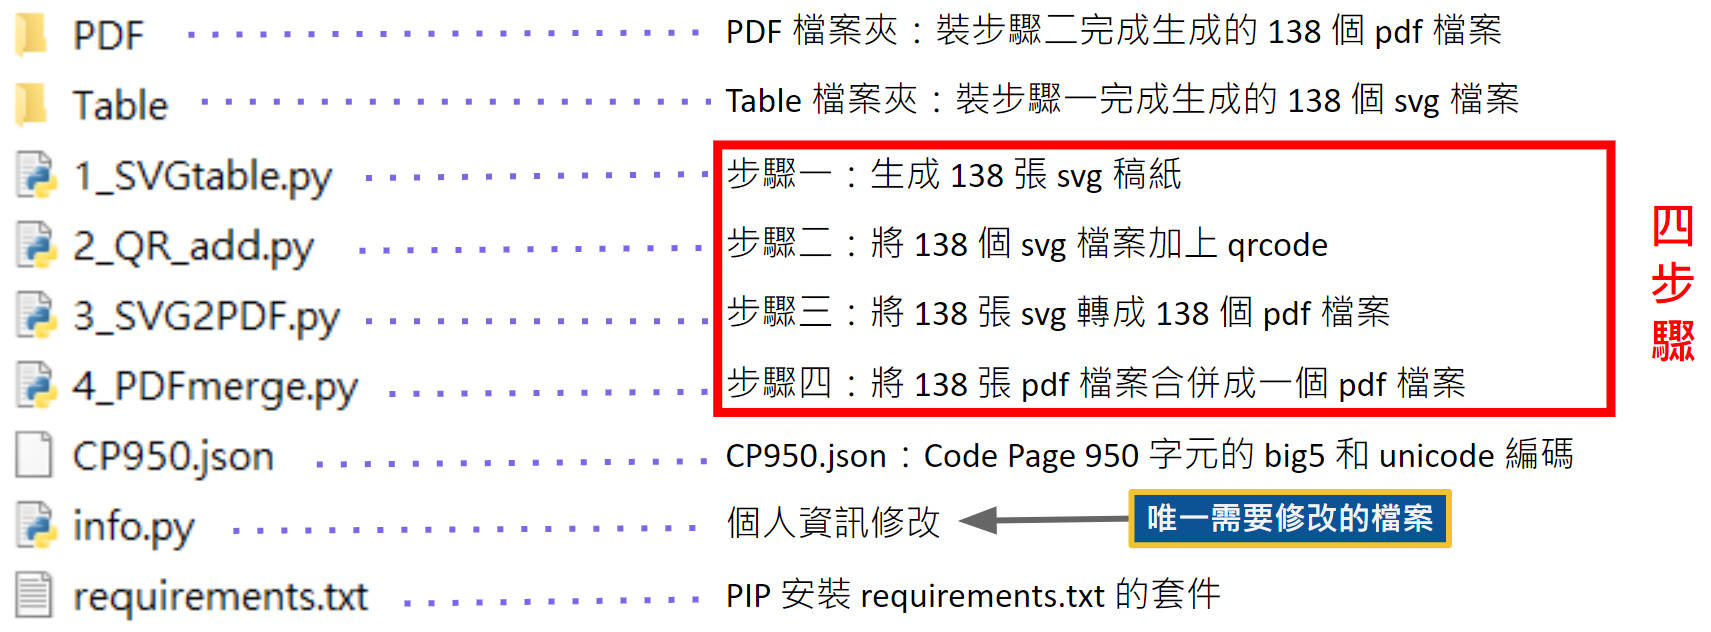 PDF PDF 檔案夾：裝步驟二完成生成的 138 個 pdf 檔案
Table Table 檔案夾：裝步驟一完成生成的 138 個 svg 檔案
1_SVGtable.py 步驟一：生成 138 張 svg 稿紙
2_QR_add.py 步驟二：將 138 個 svg 檔案加上 qrcode
3_SVG2PDF.py 步驟三：將 138 張 svg 轉成 138 個 pdf 檔案
4_PDFmerge.py 步驟四：將 138 張 pdf 檔案合併成一個 pdf 檔案
四步驟
CP950.json CP950.json：Code Page 950 字元的 big5 和 unicode 編碼
info.py 個人資訊修改 唯一需要修改的檔案
requirements.txt PIP 安裝 requirements.txt 的套件